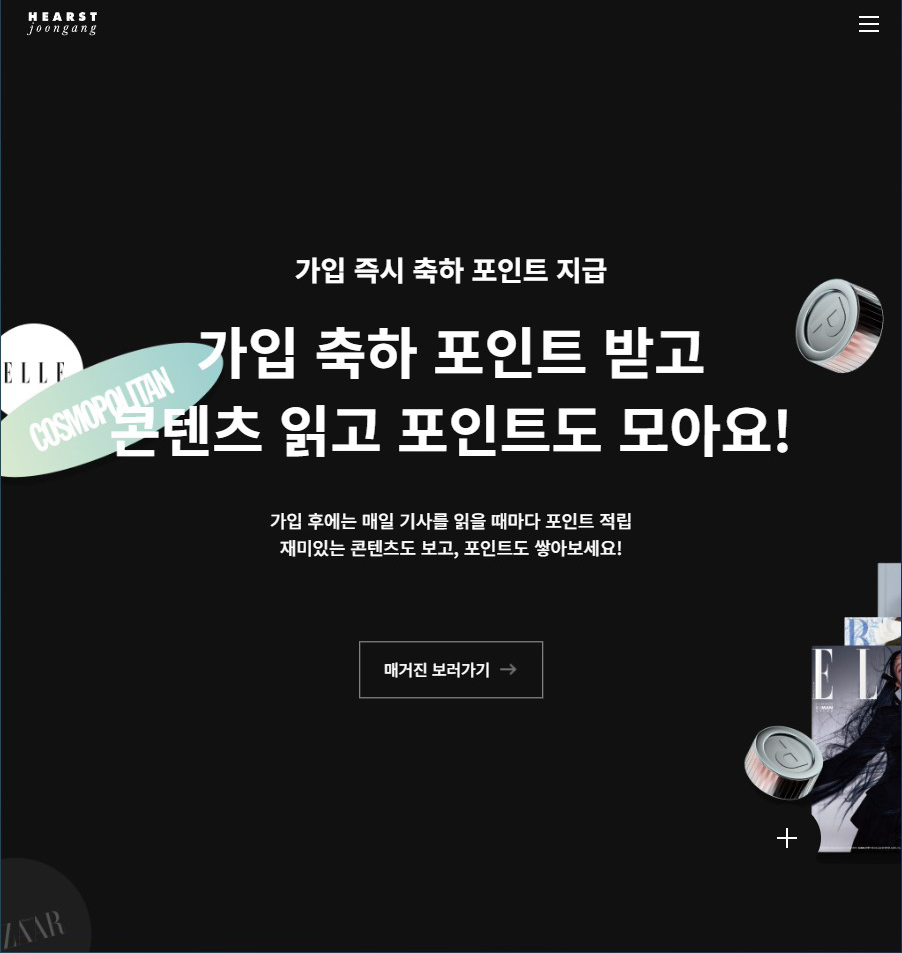 HEARST
joongang
가입 즉시 축하 포인트 지급
가입 축하 포인트 받고
ELLE
COSMOPOLITAN
콘텐츠 읽고 포인트도 모아요!
가입 후에는 매일 기사를 읽을 때마다 포인트 적립
재미있는 콘텐츠도 보고, 포인트도 쌓아보세요!
매거진 보러가기 →
B
E L
P
P
ZAAR